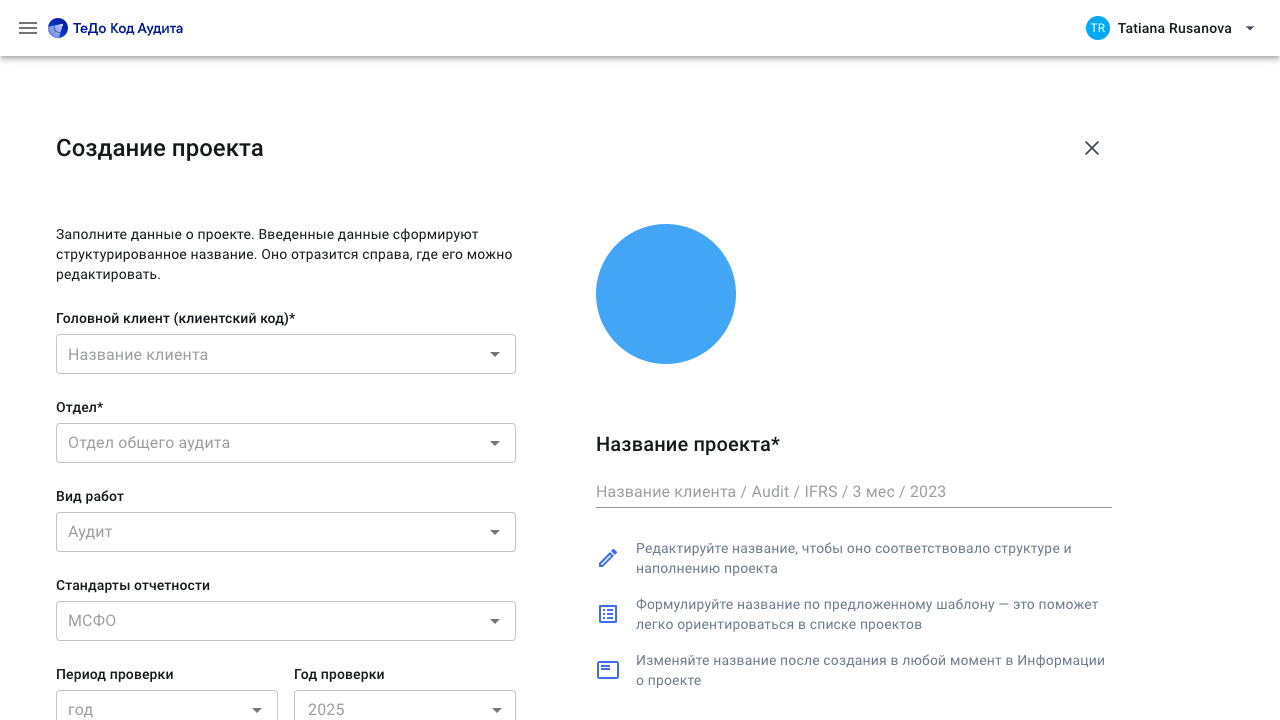 ТеДо Код Аудита
TR Tatiana Rusanova
Создание проекта
Заполните данные о проекте. Введенные данные сформируют
структурированное название. Оно отразится справа, где его можно
редактировать.
Головной клиент (клиентский код)*
Название клиента
Отдел*
Отдел общего аудита
Вид работ
Аудит
Стандарты отчетности
МСФО
Период проверки
год
Год проверки
2025
Название проекта*
Название клиента / Audit / IFRS / 3 мес / 2023
Редактируйте название, чтобы оно соответствовало структуре и
наполнению проекта
Формулируйте название по предложенному шаблону — это поможет
легко ориентироваться в списке проектов
Изменяйте название после создания в любой момент в Информации
о проекте